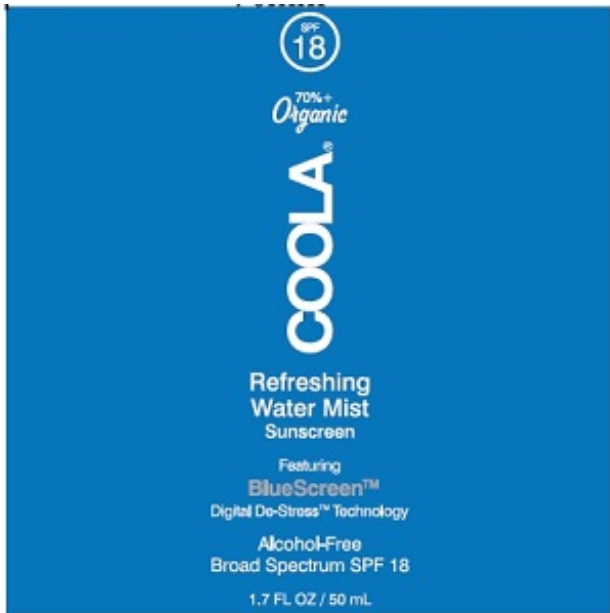 SPF
18
70%+
Organic
COOLA®
Refreshing
Water Mist
Sunscreen
Featuring
BlueScreen™
Digital De-Stress™ Technology
Alcohol-Free
Broad Spectrum SPF 18
1.7 FL OZ / 50 mL